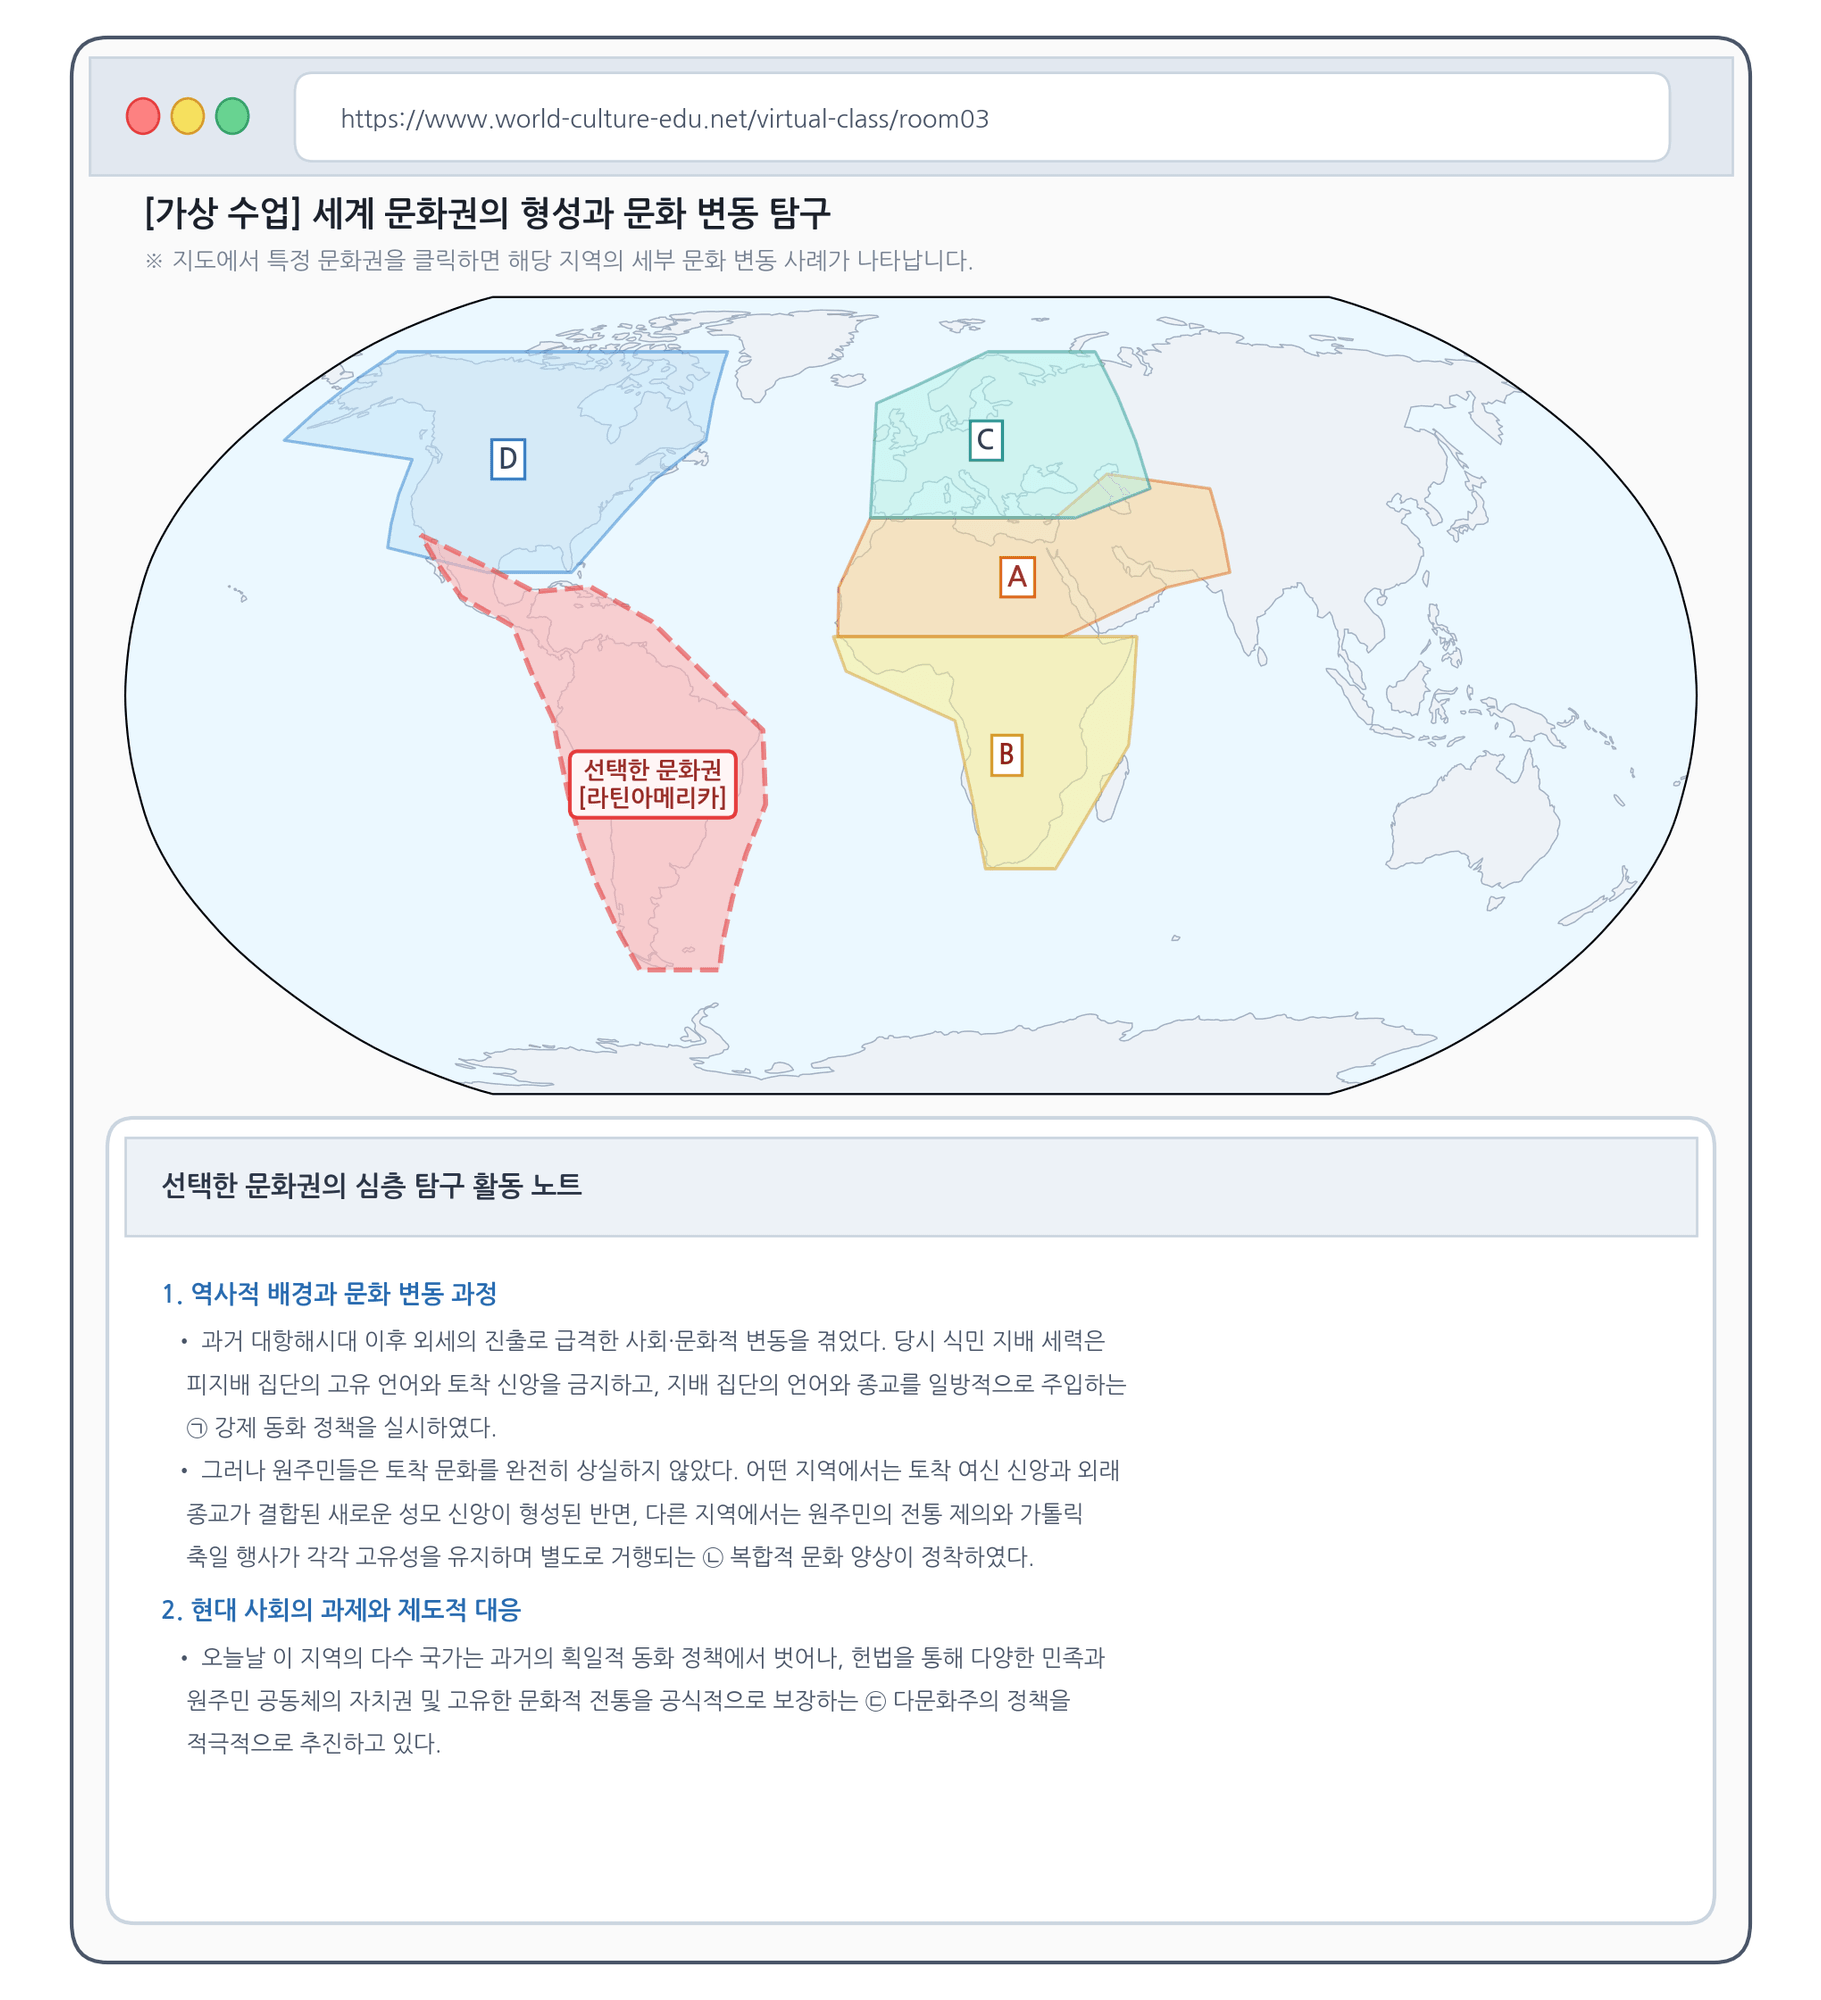 https://www.world-culture-edu.net/virtual-class/room03
[가상 수업] 세계 문화권의 형성과 문화 변동 탐구
※ 지도에서 특정 문화권을 클릭하면 해당 지역의 세부 문화 변동 사례가 나타납니다.
D
C
A
B
선택한 문화권
[라틴아메리카]
선택한 문화권의 심층 탐구 활동 노트
1. 역사적 배경과 문화 변동 과정
• 과거 대항해시대 이후 외세의 진출로 급격한 사회·문화적 변동을 겪었다. 당시 식민 지배 세력은
피지배 집단의 고유 언어와 토착 신앙을 금지하고, 지배 집단의 언어와 종교를 일방적으로 주입하는
㉠ 강제 동화 정책을 실시하였다.
• 그러나 원주민들은 토착 문화를 완전히 상실하지 않았다. 어떤 지역에서는 토착 여신 신앙과 외래
종교가 결합된 새로운 성모 신앙이 형성된 반면, 다른 지역에서는 원주민의 전통 제의와 가톨릭
축일 행사가 각각 고유성을 유지하며 별도로 거행되는 ㉡ 복합적 문화 양상이 정착하였다.
2. 현대 사회의 과제와 제도적 대응
• 오늘날 이 지역의 다수 국가는 과거의 획일적 동화 정책에서 벗어나, 헌법을 통해 다양한 민족과
원주민 공동체의 자치권 및 고유한 문화적 전통을 공식적으로 보장하는 ㉢ 다문화주의 정책을
적극적으로 추진하고 있다.